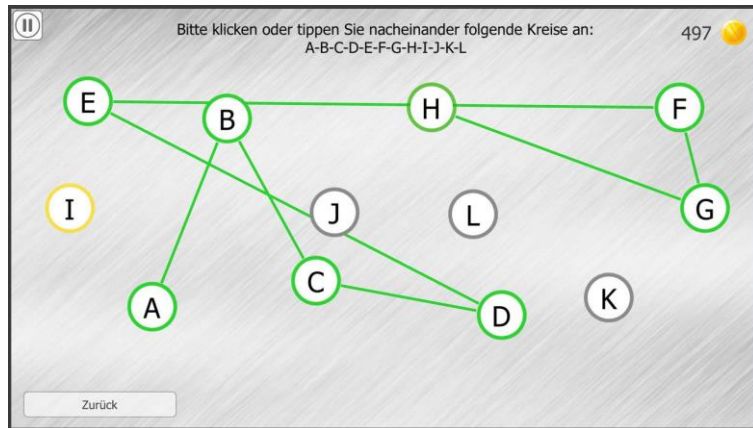 Bitte klicken oder tippen Sie nacheinander folgende Kreise an:
A-B-C-D-E-F-G-H-I-J-K-L
497
E
B
H
F
I
J
L
G
A
C
D
K
Zurück